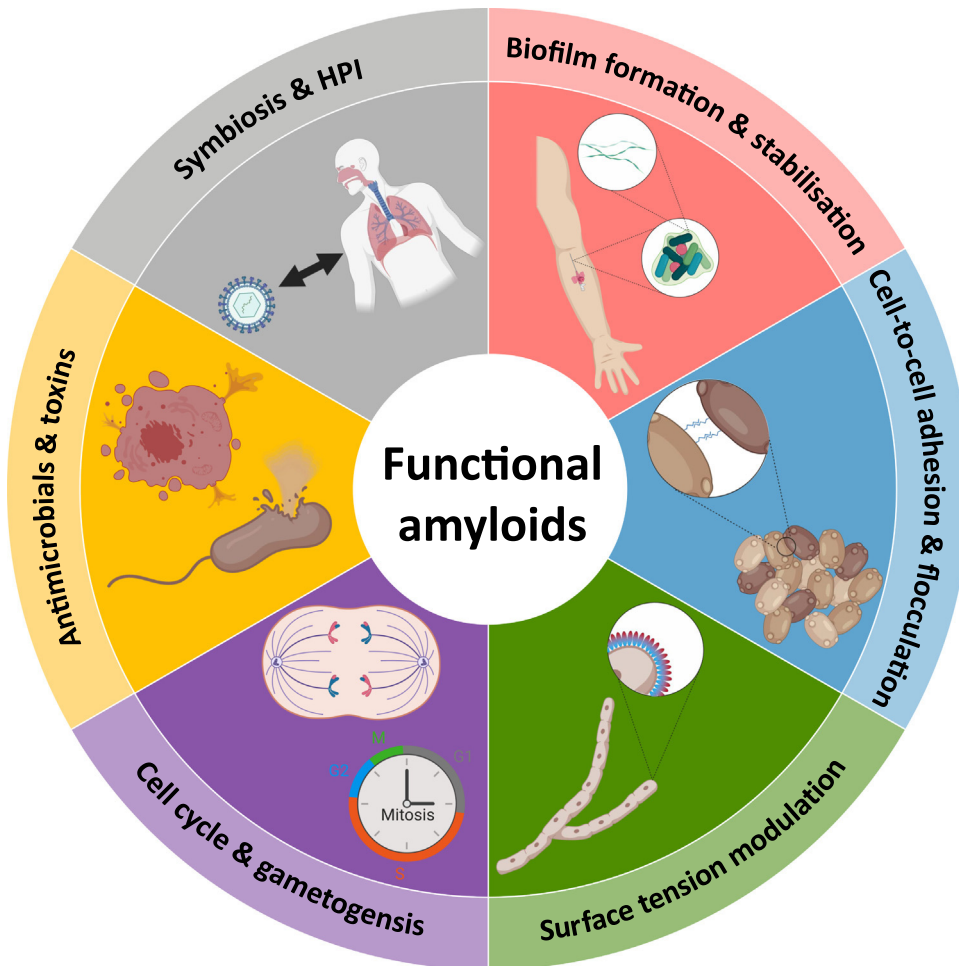 Functional
amyloids
Biofilm formation & stabilisation
Cell-to-cell adhesion & flocculation
Surface tension modulation
Cell cycle & gametogensis
M
G1
G2
Mitosis
S
Antimicrobials & toxins
Symbiosis & HPI